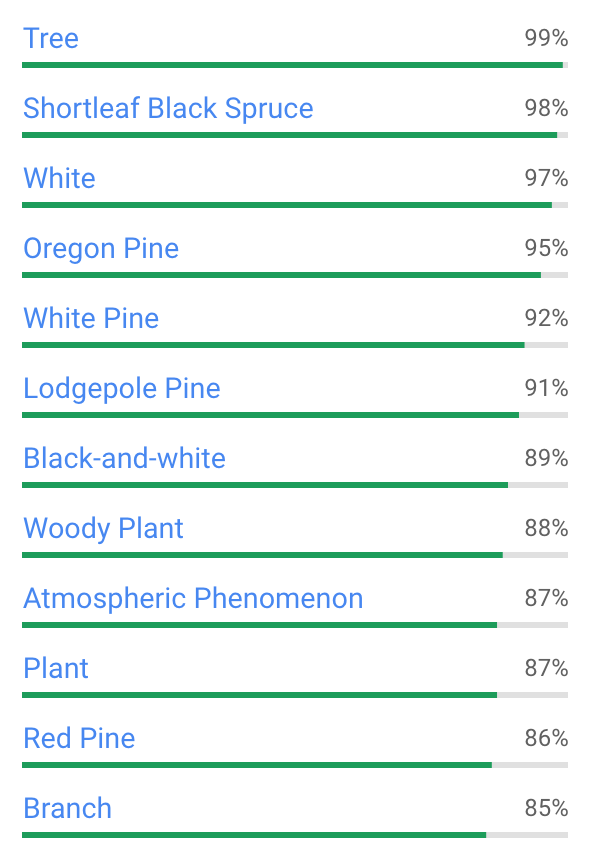 Tree 99%
Shortleaf Black Spruce 98%
White 97%
Oregon Pine 95%
White Pine 92%
Lodgepole Pine 91%
Black-and-white 89%
Woody Plant 88%
Atmospheric Phenomenon 87%
Plant 87%
Red Pine 86%
Branch 85%